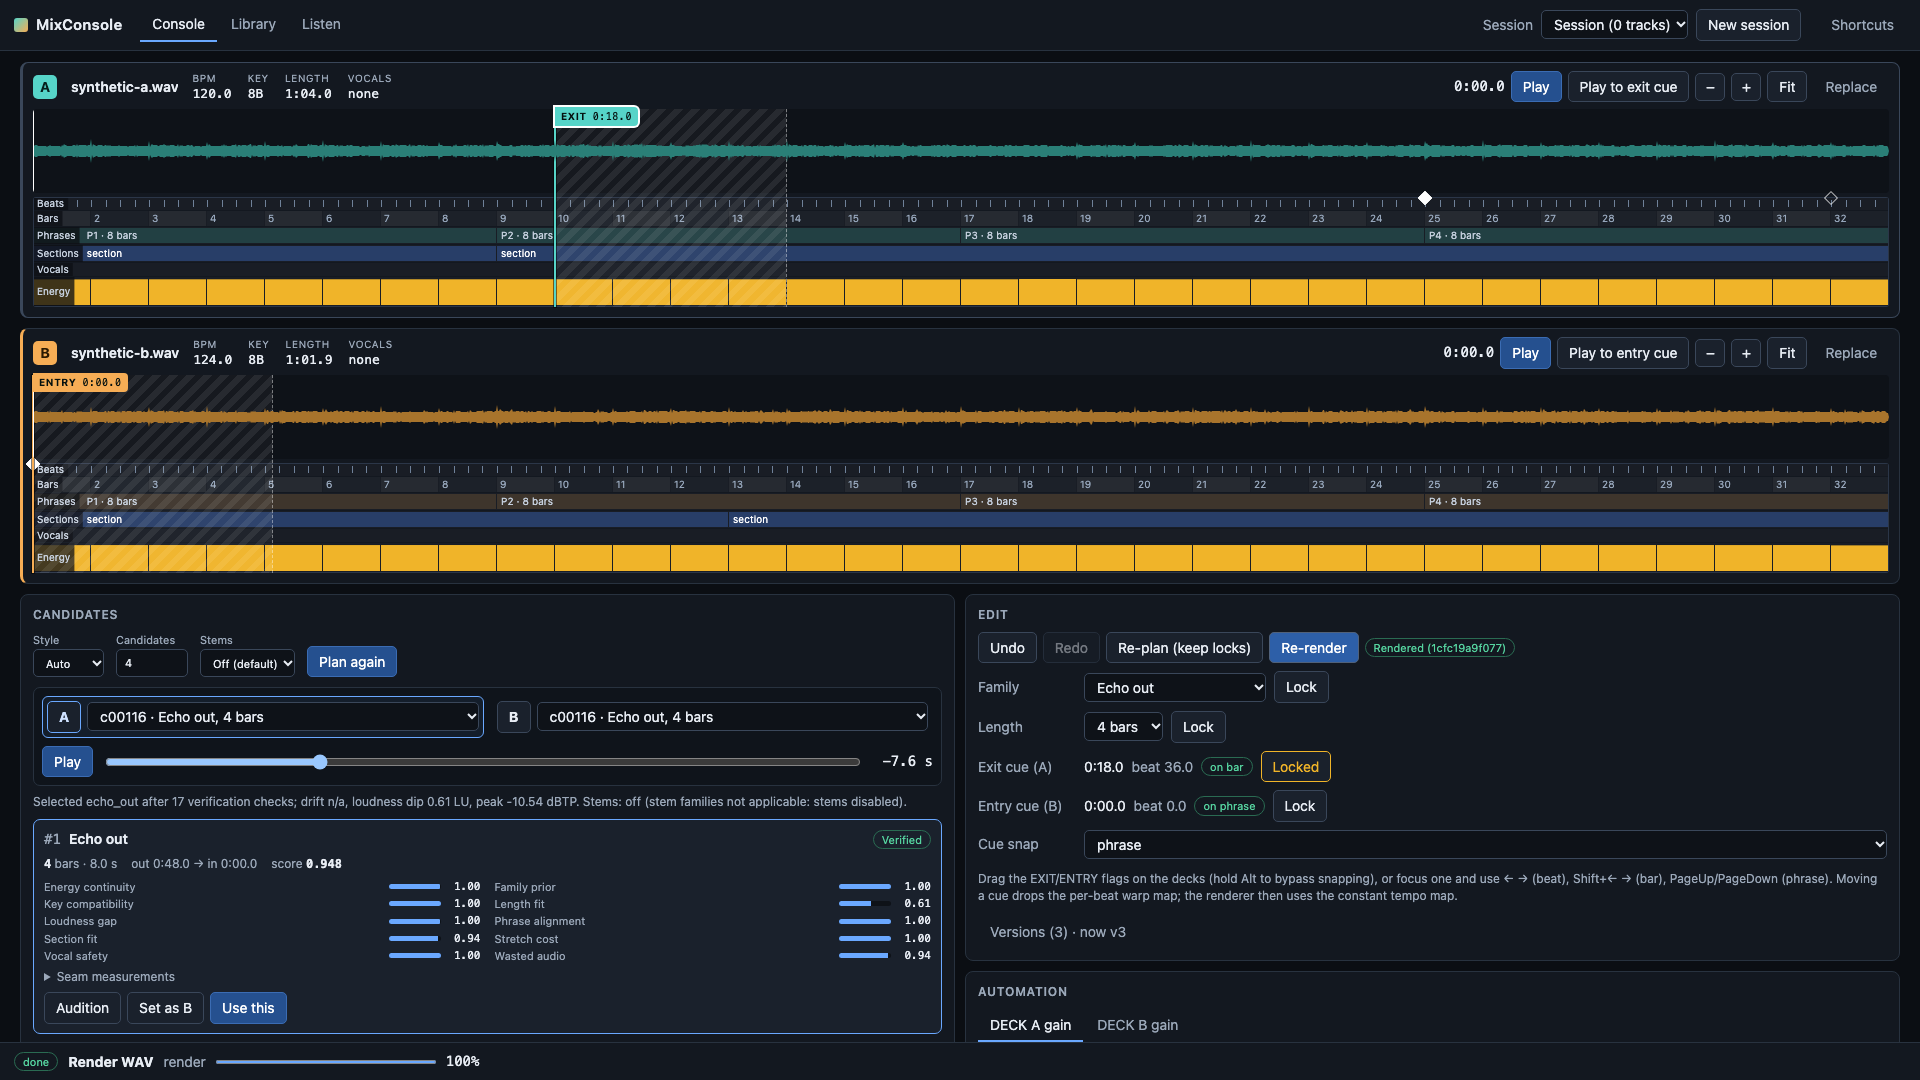 MixConsole Console Library Listen Session Session (0 tracks) New session Shortcuts
A synthetic-a.wav BPM 120.0 KEY 8B LENGTH 1:04.0 VOCALS none 0:00.0 Play Play to exit cue − + Fit Replace
EXIT 0:18.0
Beats
Bars 2 3 4 5 6 7 8 9 10 11 12 13 14 15 16 17 18 19 20 21 22 23 24 25 26 27 28 29 30 31 32
Phrases P1 · 8 bars P2 · 8 bars P3 · 8 bars P4 · 8 bars
Sections section section
Vocals
Energy
B synthetic-b.wav BPM 124.0 KEY 8B LENGTH 1:01.9 VOCALS none 0:00.0 Play Play to entry cue − + Fit Replace
ENTRY 0:00.0
Beats
Bars 2 3 4 5 6 7 8 9 10 11 12 13 14 15 16 17 18 19 20 21 22 23 24 25 26 27 28 29 30 31 32
Phrases P1 · 8 bars P2 · 8 bars P3 · 8 bars P4 · 8 bars
Sections section section
Vocals
Energy
CANDIDATES
Style Candidates Stems
Auto 4 Off (default) Plan again
A c00116 · Echo out, 4 bars B c00116 · Echo out, 4 bars
Play −7.6 s
Selected echo_out after 17 verification checks; drift n/a, loudness dip 0.61 LU, peak -10.54 dBTP. Stems: off (stem families not applicable: stems disabled).
#1 Echo out Verified
4 bars · 8.0 s out 0:48.0 → in 0:00.0 score 0.948
Energy continuity 1.00 Family prior 1.00
Key compatibility 1.00 Length fit 0.61
Loudness gap 1.00 Phrase alignment 1.00
Section fit 0.94 Stretch cost 1.00
Vocal safety 1.00 Wasted audio 0.94
▶ Seam measurements
Audition Set as B Use this
EDIT
Undo Redo Re-plan (keep locks) Re-render Rendered (1cfc19a9f077)
Family Echo out Lock
Length 4 bars Lock
Exit cue (A) 0:18.0 beat 36.0 on bar Locked
Entry cue (B) 0:00.0 beat 0.0 on phrase Lock
Cue snap phrase
Drag the EXIT/ENTRY flags on the decks (hold Alt to bypass snapping), or focus one and use ← → (beat), Shift+← → (bar), PageUp/PageDown (phrase). Moving
a cue drops the per-beat warp map; the renderer then uses the constant tempo map.
Versions (3) · now v3
AUTOMATION
DECK A gain DECK B gain
done Render WAV render 100%